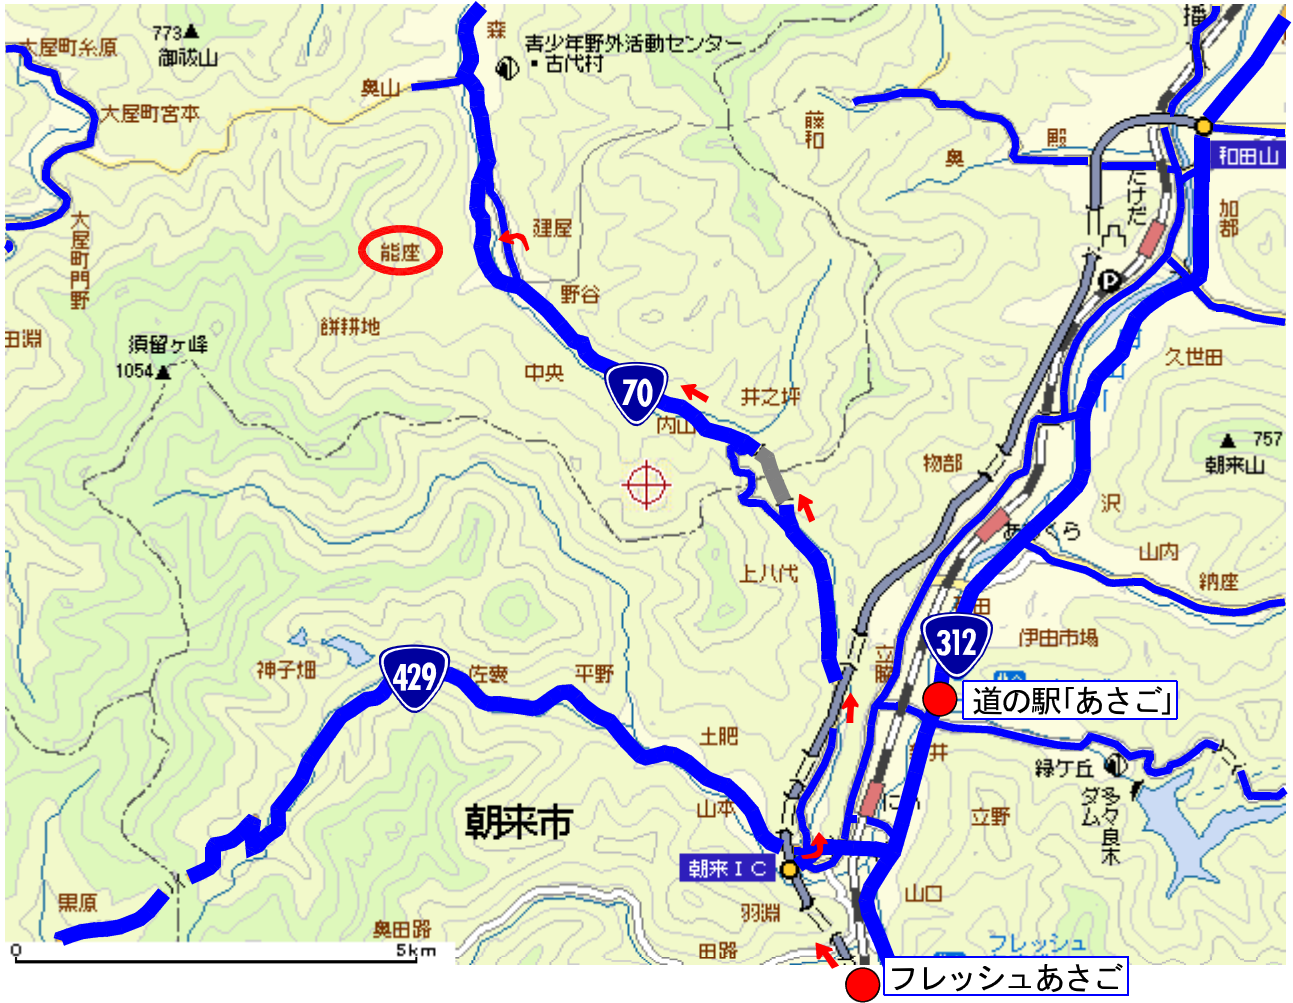 播
森
773
御祓山
大屋町糸原
青少年野外活動センター
・古代村
奥山
大屋町宮本
藤和
殿
奥
和田山
たけだ
加都
建屋
大屋町門野
能座
野谷
P
餅耕地
田淵
須留ヶ峰
1054
中央
久世田
70
井之坪
内山
757
朝来山
物部
沢
山内
納座
上八代
312
伊由市場
立脇
神子畑
429
佐嚢
平野
道の駅「あさご」
土肥
緑ケ丘
多々良木
ダム
立野
山本
朝来市
朝来IC
山口
羽淵
黒原
奥田路
田路
フレッシュ
0
5km
フレッシュあさご